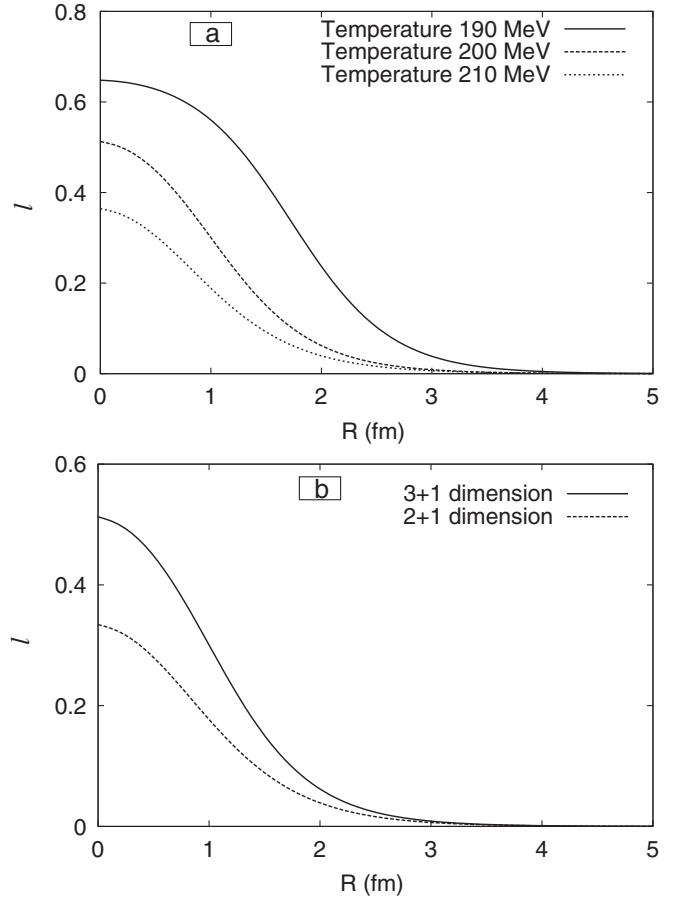 a
Temperature 190 MeV
Temperature 200 MeV
Temperature 210 MeV
0.8
0.6
0.4
0.2
0
l
0 1 2 3 4 5
R (fm)
b
3+1 dimension
2+1 dimension
0.6
0.4
0.2
0
l
0 1 2 3 4 5
R (fm)